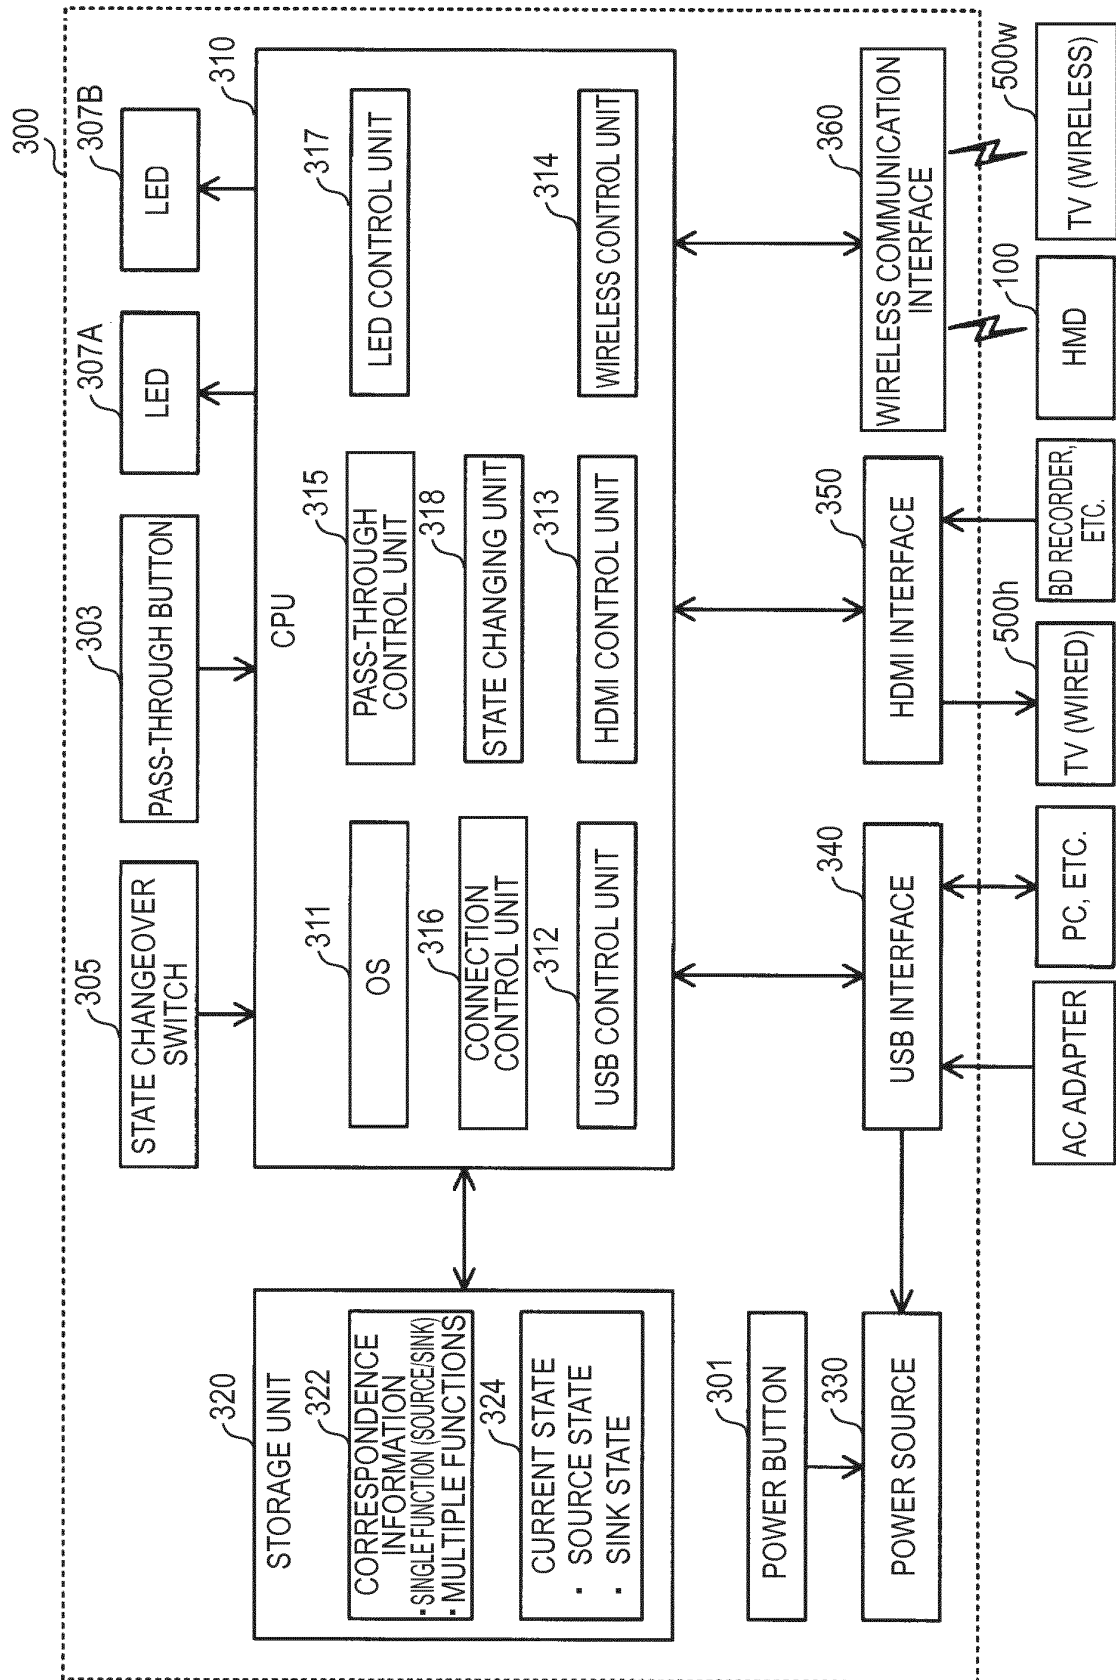 300
305
STATE CHANGEOVER
SWITCH
303
PASS-THROUGH BUTTON
307A
LED
307B
LED
320
STORAGE UNIT
322
CORRESPONDENCE
INFORMATION
·SINGLE FUNCTION (SOURCE/SINK)
·MULTIPLE FUNCTIONS
324
CURRENT STATE
· SOURCE STATE
· SINK STATE
310
CPU
311
OS
315
PASS-THROUGH
CONTROL UNIT
317
LED CONTROL UNIT
316
CONNECTION
CONTROL UNIT
318
STATE CHANGING UNIT
312
USB CONTROL UNIT
313
HDMI CONTROL UNIT
314
WIRELESS CONTROL UNIT
301
POWER BUTTON
330
POWER SOURCE
340
USB INTERFACE
350
HDMI INTERFACE
360
WIRELESS COMMUNICATION
INTERFACE
AC ADAPTER
PC, ETC.
500h
TV (WIRED)
BD RECORDER,
ETC.
100
HMD
500w
TV (WIRELESS)